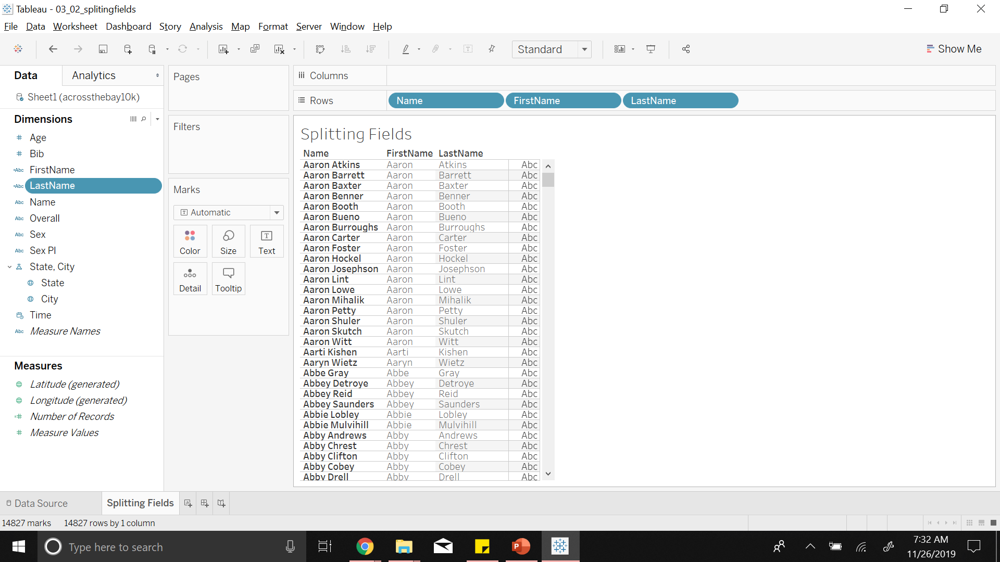 Tableau - 03_02_splitingfields
File Data Worksheet Dashboard Story Analysis Map Format Server Window Help
Standard
Show Me
Data Analytics
Sheet1 (acrossthebay10k)
Dimensions
# Age
# Bib
=Abc FirstName
=Abc LastName
Abc Name
Abc Overall
Abc Sex
Abc Sex Pl
State, City
State
City
Time
Abc Measure Names
Measures
Latitude (generated)
Longitude (generated)
=# Number of Records
# Measure Values
Pages
Filters
Marks
Automatic
Color Size Text
Detail Tooltip
Columns
Rows Name FirstName LastName
Splitting Fields
Name FirstName LastName
Aaron Atkins Aaron Atkins Abc
Aaron Barrett Aaron Barrett Abc
Aaron Baxter Aaron Baxter Abc
Aaron Benner Aaron Benner Abc
Aaron Booth Aaron Booth Abc
Aaron Bueno Aaron Bueno Abc
Aaron Burroughs Aaron Burroughs Abc
Aaron Carter Aaron Carter Abc
Aaron Foster Aaron Foster Abc
Aaron Hockel Aaron Hockel Abc
Aaron Josephson Aaron Josephson Abc
Aaron Lint Aaron Lint Abc
Aaron Lowe Aaron Lowe Abc
Aaron Mihalik Aaron Mihalik Abc
Aaron Petty Aaron Petty Abc
Aaron Shuler Aaron Shuler Abc
Aaron Skutch Aaron Skutch Abc
Aaron Witt Aaron Witt Abc
Aarti Kishen Aarti Kishen Abc
Aaryn Wietz Aaryn Wietz Abc
Abbe Gray Abbe Gray Abc
Abbey Detroye Abbey Detroye Abc
Abbey Reid Abbey Reid Abc
Abbey Saunders Abbey Saunders Abc
Abbie Lobley Abbie Lobley Abc
Abbie Mulvihill Abbie Mulvihill Abc
Abby Andrews Abby Andrews Abc
Abby Chrest Abby Chrest Abc
Abby Clifton Abby Clifton Abc
Abby Cobey Abby Cobey Abc
Abby Drell Abby Drell Abc
Data Source Splitting Fields
14827 marks 14827 rows by 1 column
Type here to search
7:32 AM
11/26/2019